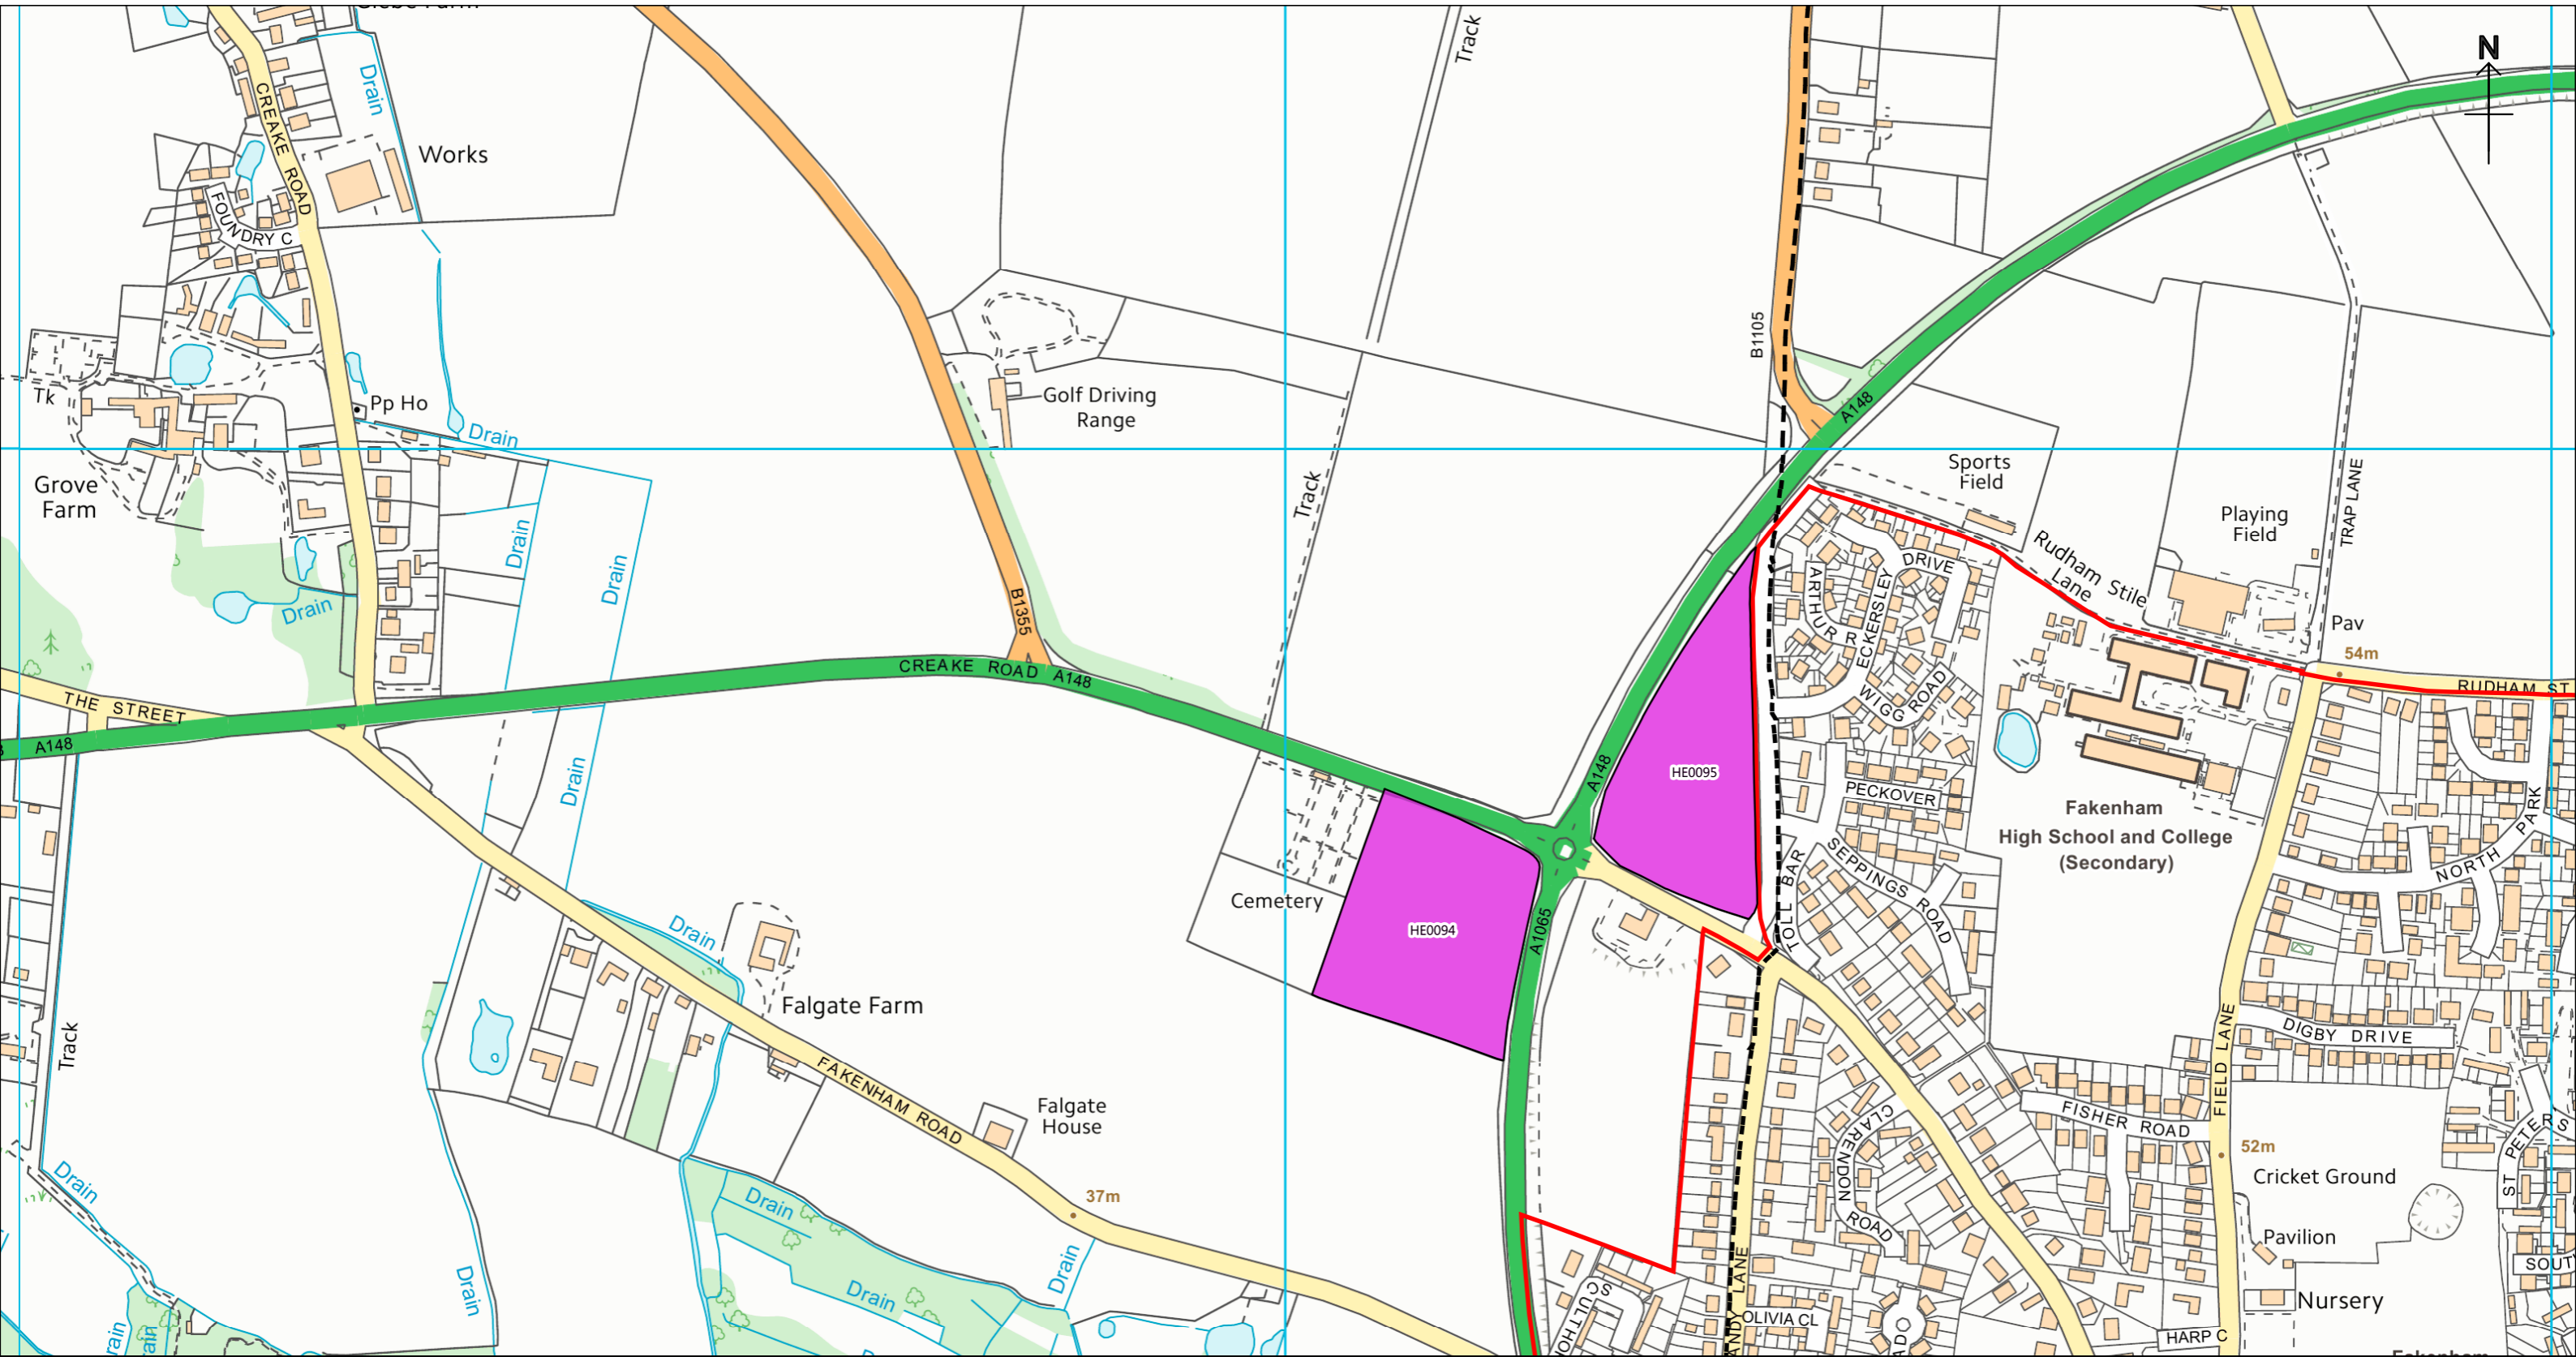 N
Track
Drain
CREAKE ROAD
Works
FOUNDRY C
B1105
Tk
Pp Ho
Golf Driving
Range
A148
Drain
Grove
Farm
Track
Sports
Field
Playing
Field
TRAP LANE
Rudham Stile
Lane
Drain
Drain
Drain
B1355
DRIVE
ARTHUR R
ECKERSLEY
WIGG ROAD
Pav
54m
RUDHAM ST
THE STREET
CREAKE ROAD
A148
A148
A148
HE0095
Drain
PECKOVER
Fakenham
High School and College
(Secondary)
NORTH PARK
SEPPINGS ROAD
TOLL BAR
Cemetery
HE0094
A1065
Drain
Falgate Farm
Track
FAKENHAM ROAD
Falgate
House
DIGBY DRIVE
FIELD LANE
FISHER ROAD
CLARENDON
ROAD
52m
Cricket Ground
ST PETER'S
Drain
Drain
37m
Drain
Drain
Drain
Pavilion
SOUT
Nursery
OLIVIA CL
LANE
HARP C